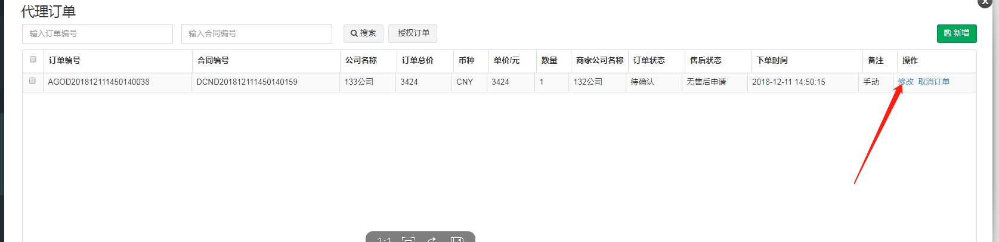 代理订单
输入订单编号 输入合同编号 搜索 授权订单 新增
订单编号 合同编号 公司名称 订单总价 币种 单价/元 数量 商家公司名称 订单状态 售后状态 下单时间 备注 操作
AGOD201812111450140038 DCND201812111450140159 133公司 3424 CNY 3424 1 132公司 待确认 无售后申请 2018-12-11 14:50:15 手动 修改 取消订单
1:1